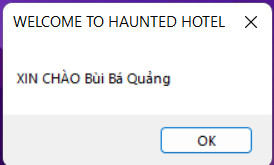 WELCOME TO HAUNTED HOTEL
XIN CHÀO Bùi Bá Quảng
OK